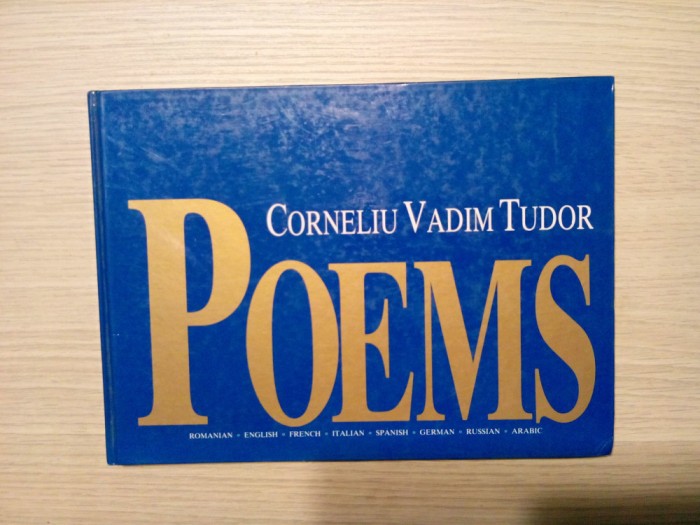 CORNELIU VADIM TUDOR
POEMS
ROMANIAN • ENGLISH • FRENCH • ITALIAN • SPANISH • GERMAN • RUSSIAN • ARABIC